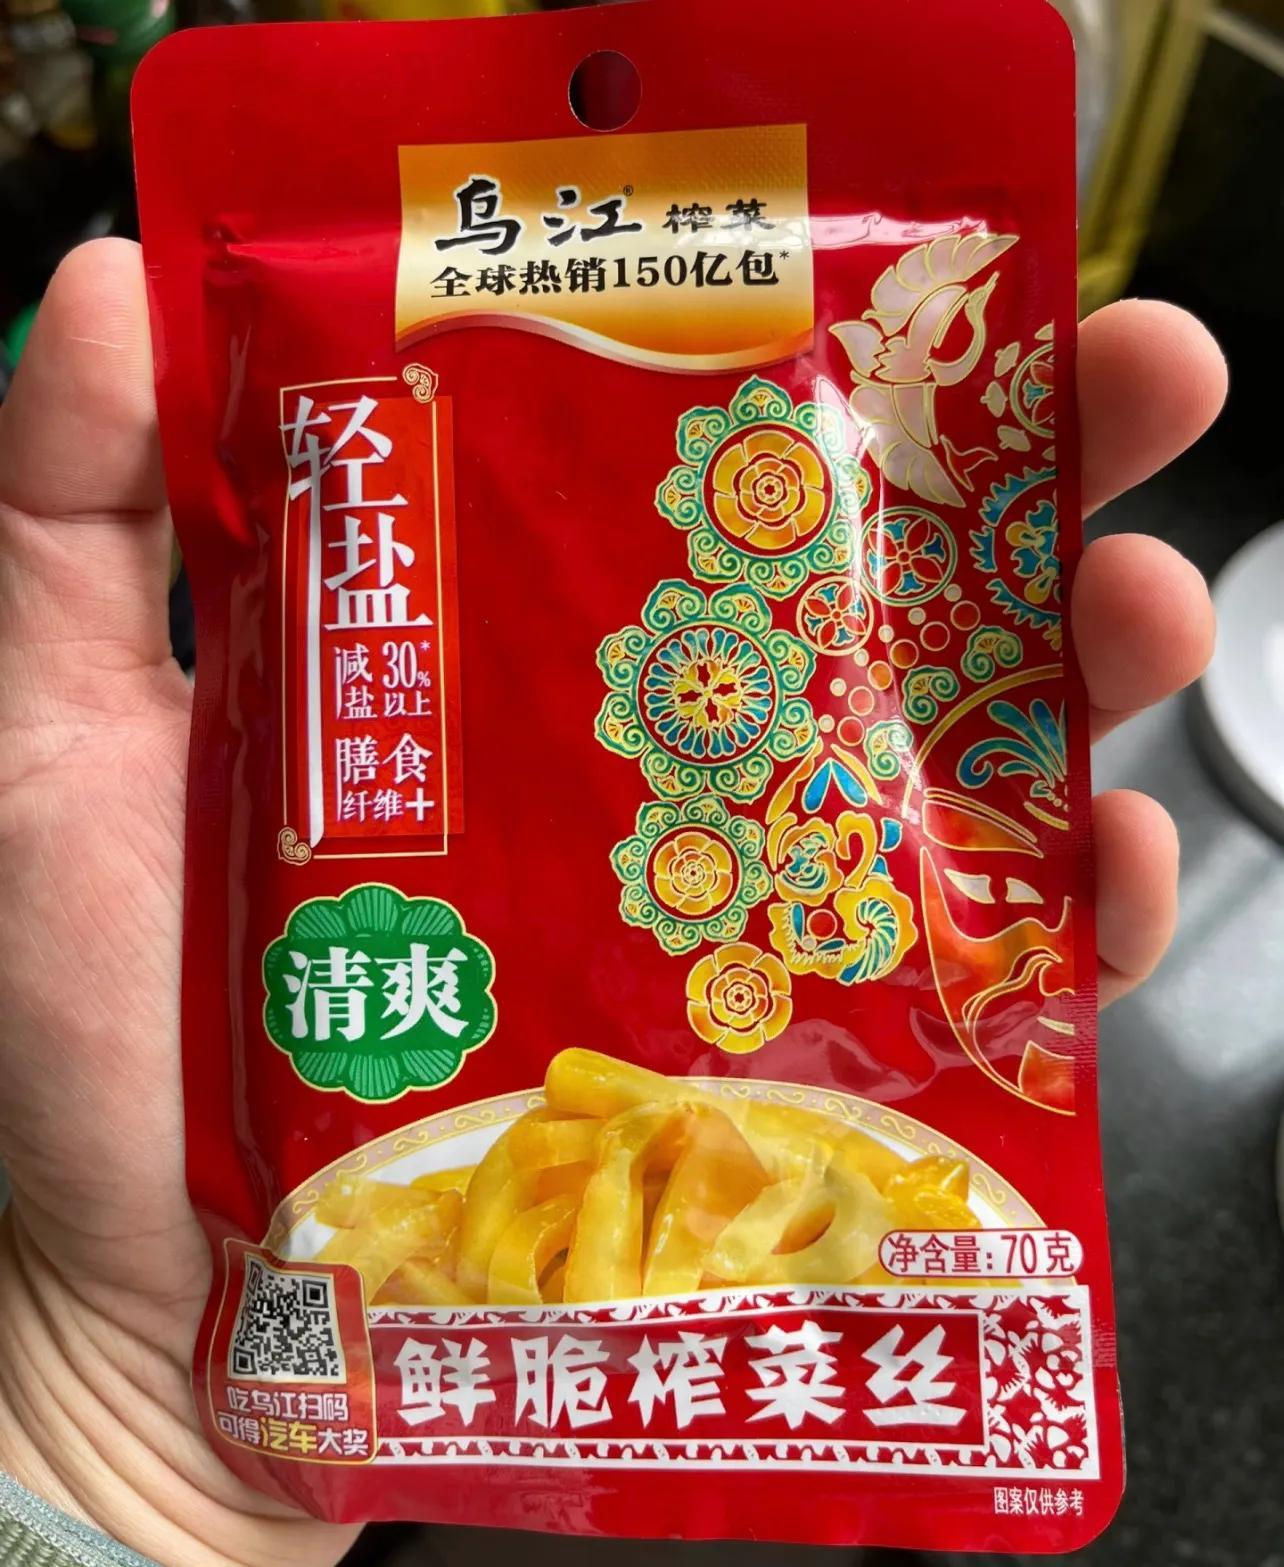 乌江® 榨菜
全球热销150亿包*
轻盐
减盐30%*以上
膳食纤维+
清爽
净含量:70克
鲜脆榨菜丝
吃乌江扫码
可得汽车大奖
图案仅供参考